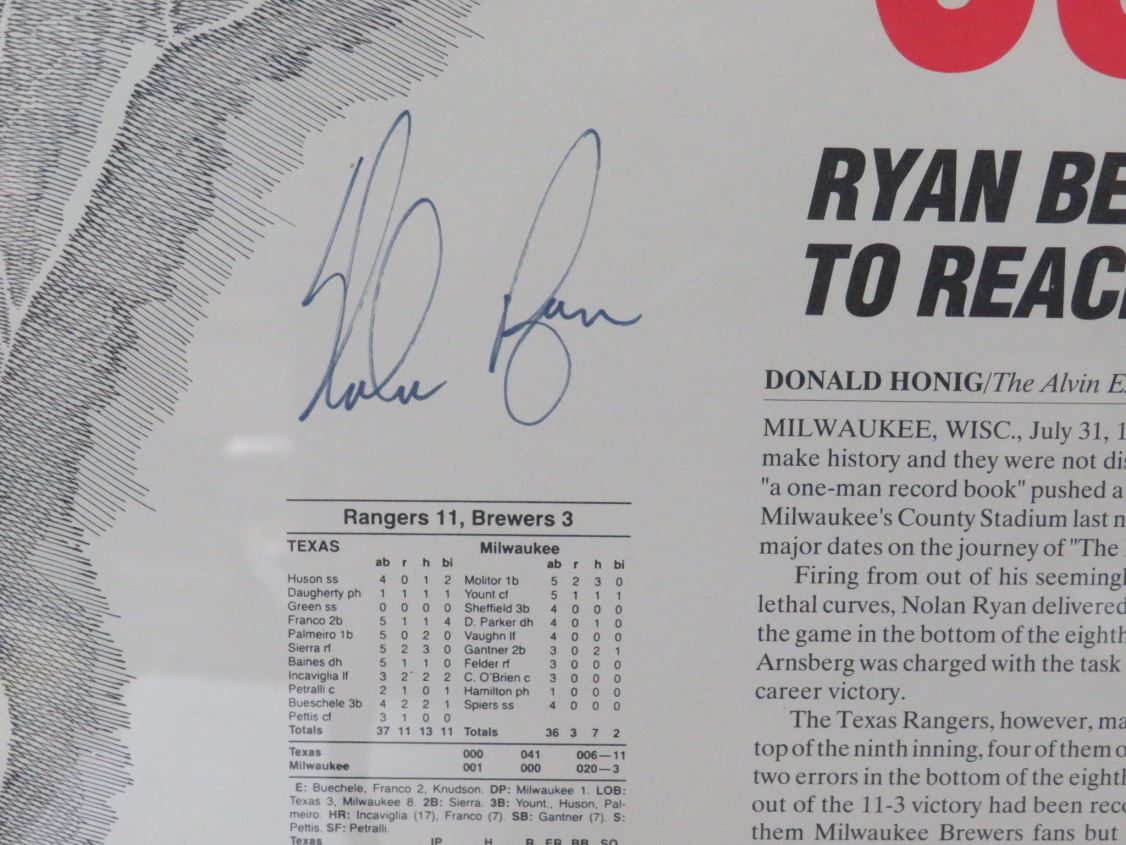 Nolan Ryan
RYAN BE
TO REAC
DONALD HONIG/The Alvin E
MILWAUKEE, WISC., July 31, 1
make history and they were not dis
"a one-man record book" pushed a
Milwaukee's County Stadium last n
major dates on the journey of "The
Firing from out of his seemingl
lethal curves, Nolan Ryan delivered
the game in the bottom of the eighth
Arnsberg was charged with the task
career victory.
The Texas Rangers, however, ma
top of the ninth inning, four of them o
two errors in the bottom of the eighth
out of the 11-3 victory had been reco
them Milwaukee Brewers fans but
Rangers 11, Brewers 3
TEXAS Milwaukee
ab r h bi ab r h bi
Huson ss 4 0 1 2 Molitor 1b 5 2 3 0
Daugherty ph 1 1 1 1 Yount cf 5 1 1 1
Green ss 0 0 0 0 Sheffield 3b 4 0 0 0
Franco 2b 5 1 1 4 D. Parker dh 4 0 1 0
Palmeiro 1b 5 0 2 0 Vaughn lf 4 0 0 0
Sierra rf 5 2 3 0 Gantner 2b 3 0 2 1
Baines dh 5 1 1 0 Felder rf 3 0 0 0
Incaviglia lf 3 2 2 2 C. O'Brien c 3 0 0 0
Petralli c 2 1 0 1 Hamilton ph 1 0 0 0
Bueschele 3b 4 2 2 1 Spiers ss 4 0 0 0
Pettis cf 3 1 0 0
Totals 37 11 13 11 Totals 36 3 7 2
Texas 000 041 006—11
Milwaukee 001 000 020—3
E: Buechele, Franco 2, Knudson. DP: Milwaukee 1. LOB:
Texas 3, Milwaukee 8. 2B: Sierra. 3B: Yount., Huson, Pal-
meiro. HR: Incaviglia (17), Franco (7). SB: Gantner (7). S:
Pettis. SF: Petralli.
Texas IP H R ER BB SO